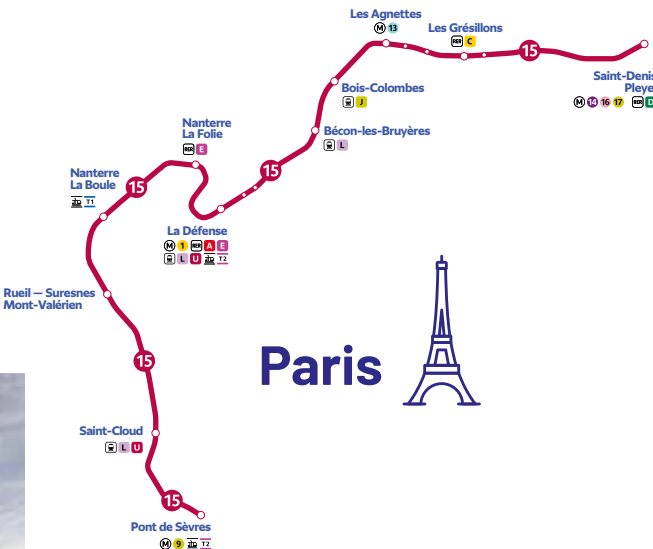 Les Agnettes
M 13
Les Grésillons
RER C
15
Saint-Denis
Pleyel
M 14 16 17 RER D
Bois-Colombes
J
Bécon-les-Bruyères
L
Nanterre
La Folie
RER E
15
Nanterre
La Boule
T1
15
La Défense
M 1 RER A E
L U T2
Rueil — Suresnes
Mont-Valérien
15
Paris
Saint-Cloud
L U
15
Pont de Sèvres
M 9 T2